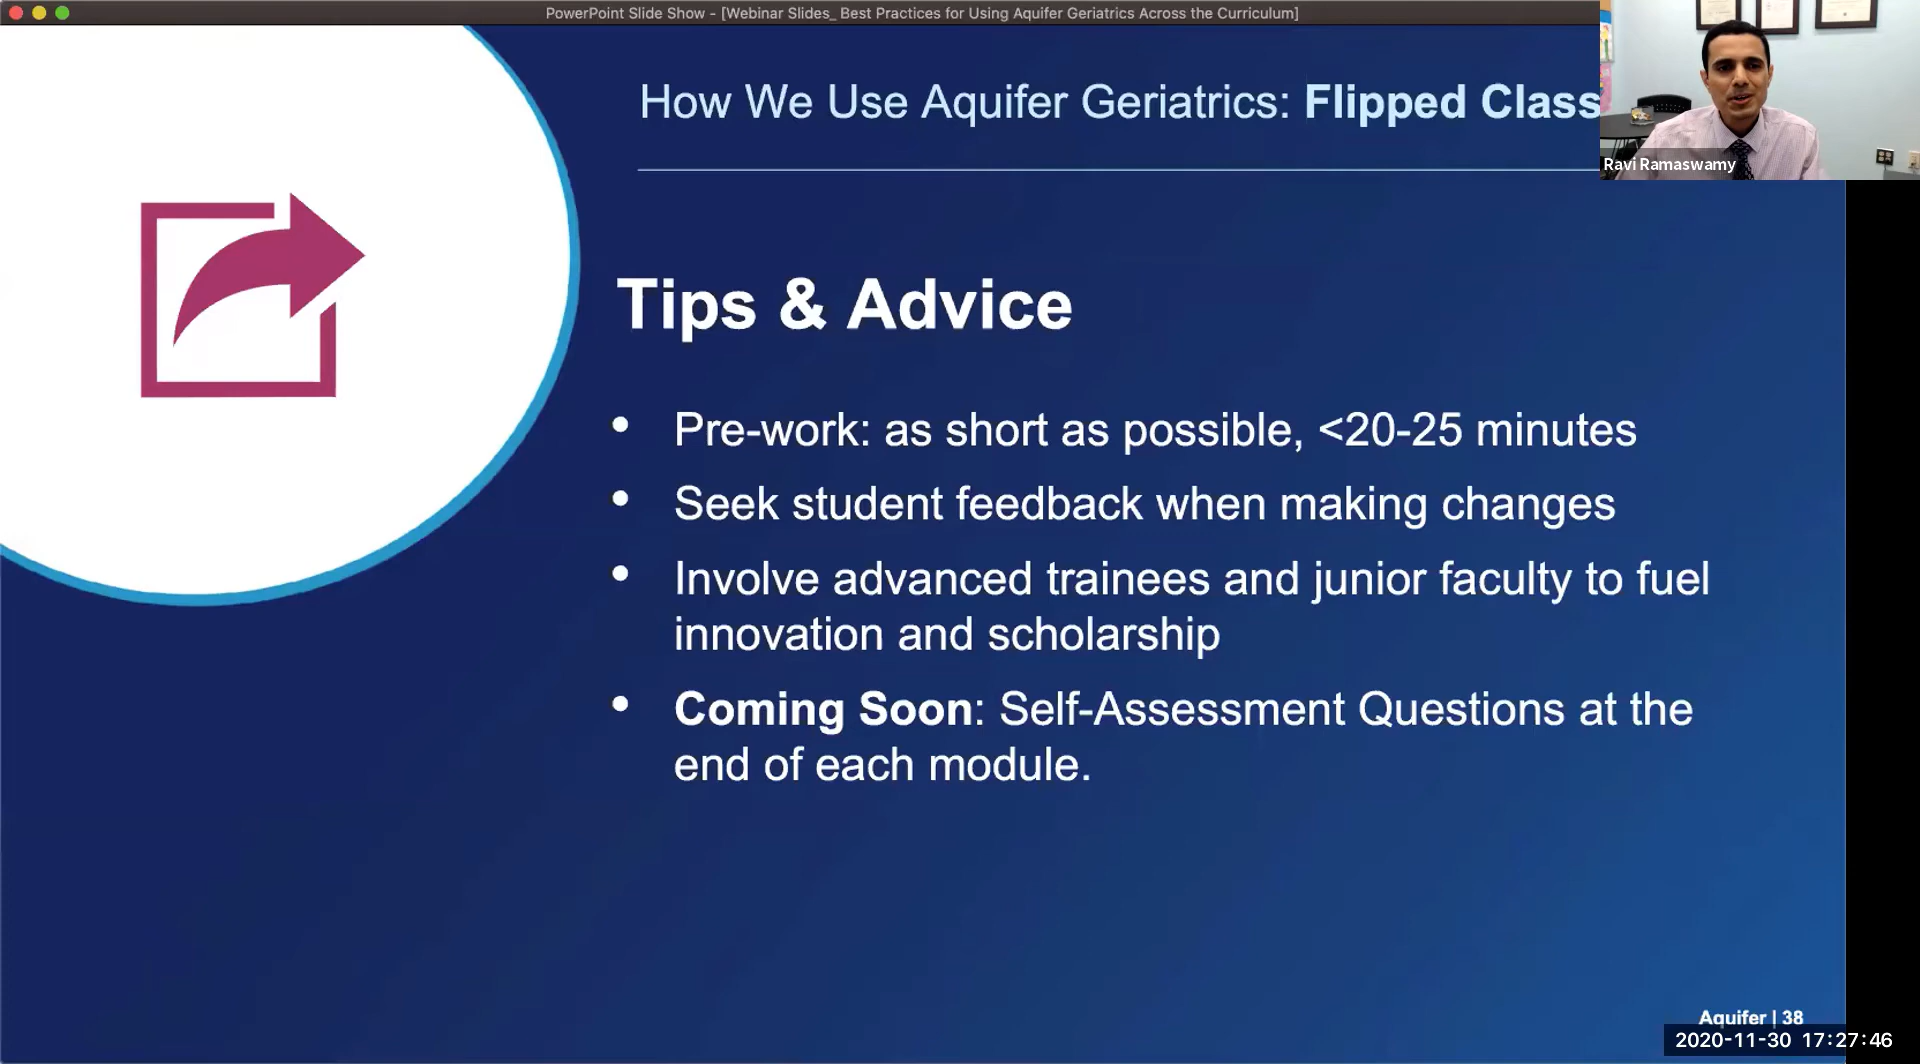 PowerPoint Slide Show - [Webinar Slides_ Best Practices for Using Aquifer Geriatrics Across the Curriculum]
How We Use Aquifer Geriatrics: Flipped Class
Ravi Ramaswamy
Tips & Advice
• Pre-work: as short as possible, <20-25 minutes
• Seek student feedback when making changes
• Involve advanced trainees and junior faculty to fuel
innovation and scholarship
• Coming Soon: Self-Assessment Questions at the
end of each module.
Aquifer | 38
2020-11-30 17:27:46